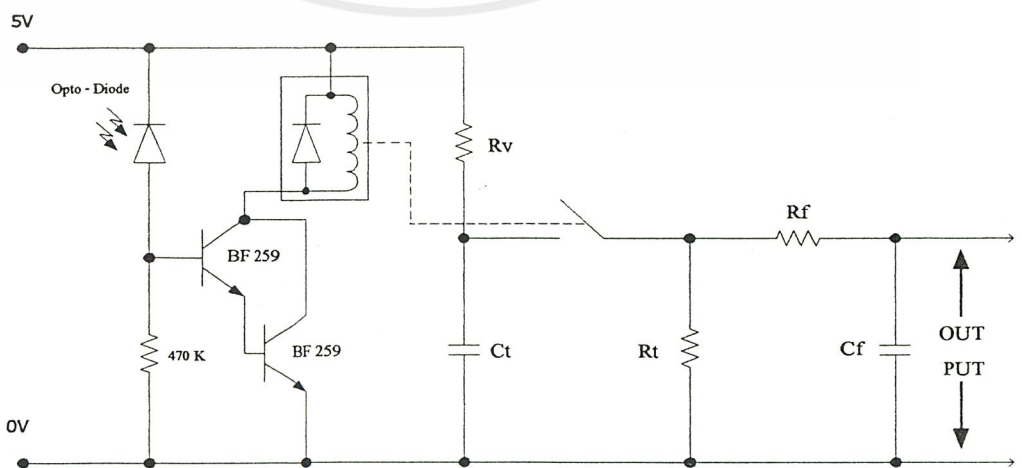 5V
Opto - Diode
Rv
Rf
BF 259
BF 259
470 K
Ct
Rt
Cf
OUT
PUT
0V